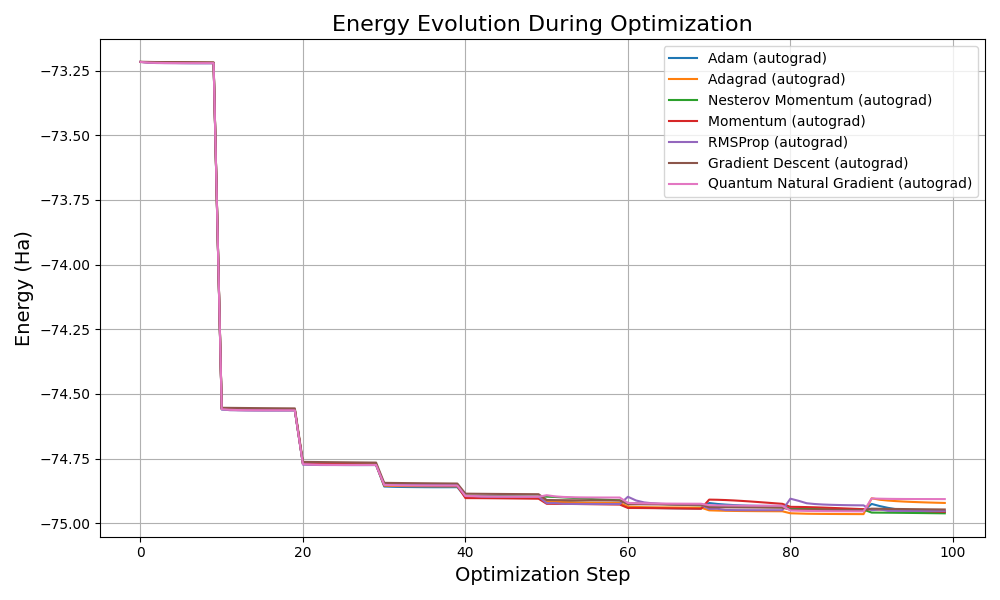 Energy Evolution During Optimization
Energy (Ha)
−73.25
−73.50
−73.75
−74.00
−74.25
−74.50
−74.75
−75.00
Adam (autograd)
Adagrad (autograd)
Nesterov Momentum (autograd)
Momentum (autograd)
RMSProp (autograd)
Gradient Descent (autograd)
Quantum Natural Gradient (autograd)
0 20 40 60 80 100
Optimization Step